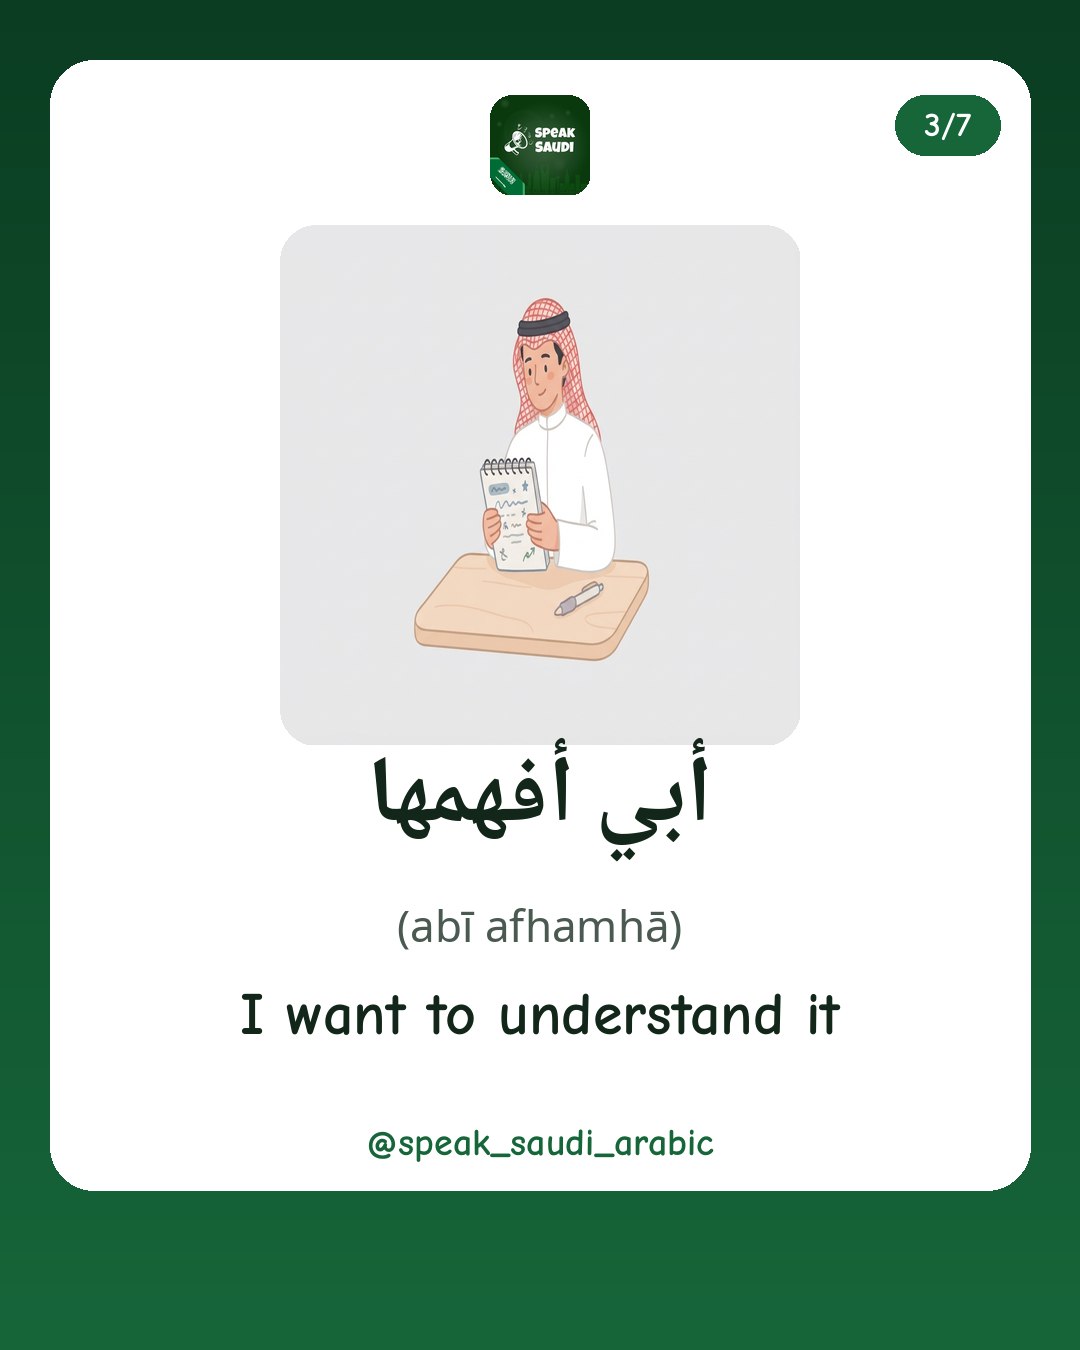 SPEAK
SAUDI
3/7
أبي أفهمها
(abī afhamhā)
I want to understand it
@speak_saudi_arabic